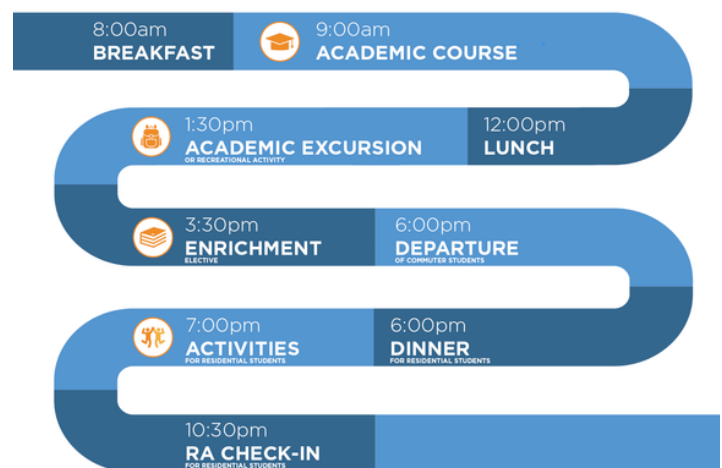 8:00am
BREAKFAST
9:00am
ACADEMIC COURSE
12:00pm
LUNCH
1:30pm
ACADEMIC EXCURSION
OR RECREATIONAL ACTIVITY
3:30pm
ENRICHMENT
ELECTIVE
6:00pm
DEPARTURE
OF COMMUTER STUDENTS
6:00pm
DINNER
FOR RESIDENTIAL STUDENTS
7:00pm
ACTIVITIES
FOR RESIDENTIAL STUDENTS
10:30pm
RA CHECK-IN
FOR RESIDENTIAL STUDENTS